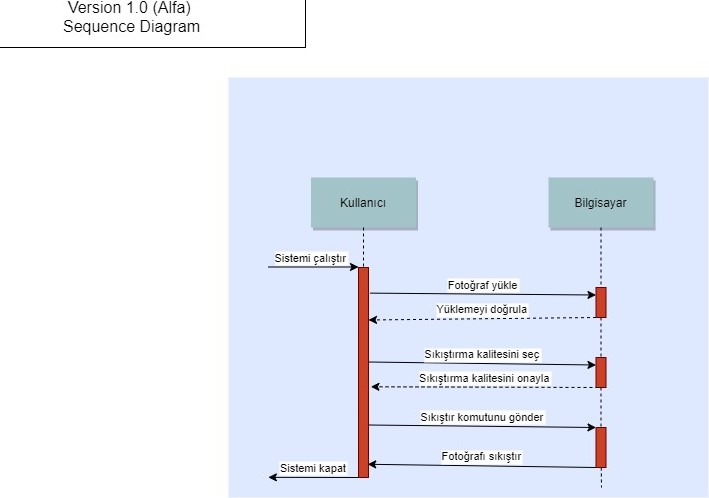 Version 1.0 (Alfa)
Sequence Diagram
Kullanıcı
Bilgisayar
Sistemi çalıştır
Fotoğraf yükle
Yüklemeyi doğrula
Sıkıştırma kalitesini seç
Sıkıştırma kalitesini onayla
Sıkıştır komutunu gönder
Fotoğrafı sıkıştır
Sistemi kapat